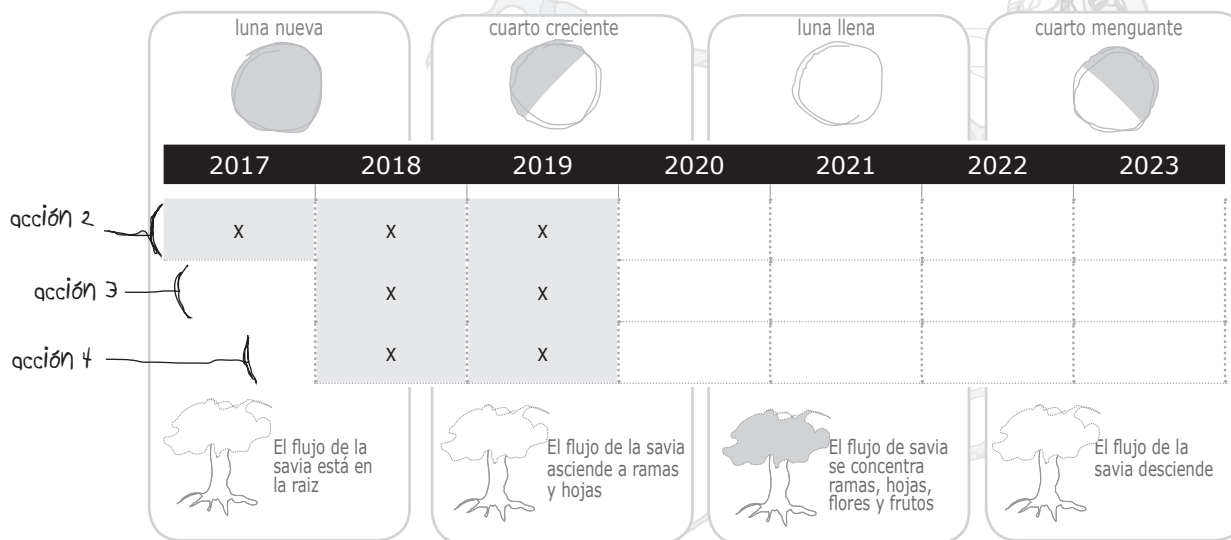 luna nueva
cuarto creciente
luna llena
cuarto menguante
2017 2018 2019 2020 2021 2022 2023
acción 2 x x x
acción 3 x x
acción 4 x x
El flujo de la
savia está en
la raiz
El flujo de la savia
asciende a ramas
y hojas
El flujo de savia
se concentra
ramas, hojas,
flores y frutos
El flujo de la
savia desciende